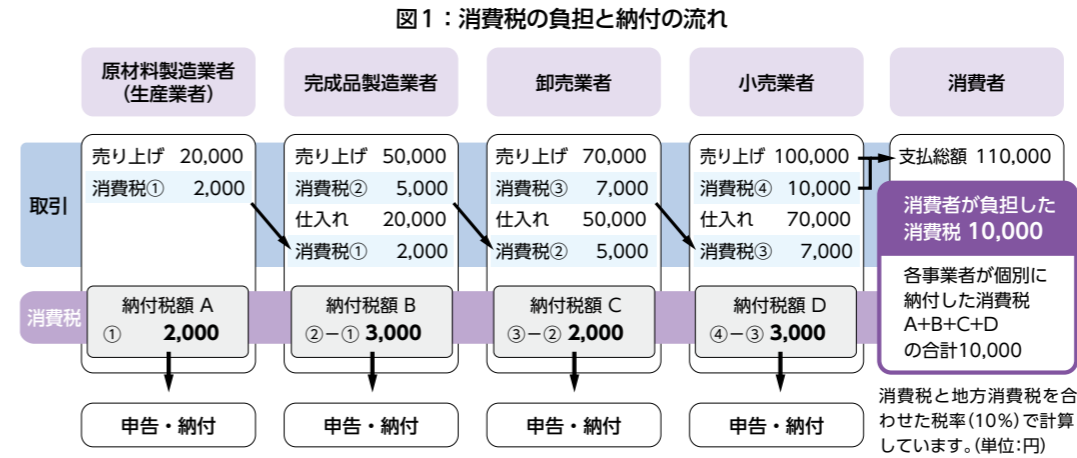 図1：消費税の負担と納付の流れ
原材料製造業者
（生産業者）
完成品製造業者
卸売業者
小売業者
消費者
取引
売り上げ 20,000
消費税① 2,000
売り上げ 50,000
消費税② 5,000
仕入れ 20,000
消費税① 2,000
売り上げ 70,000
消費税③ 7,000
仕入れ 50,000
消費税② 5,000
売り上げ 100,000
消費税④ 10,000
仕入れ 70,000
消費税③ 7,000
支払総額 110,000
消費者が負担した
消費税 10,000
各事業者が個別に
納付した消費税
A+B+C+D
の合計10,000
消費税
納付税額 A
① 2,000
納付税額 B
②－① 3,000
納付税額 C
③－② 2,000
納付税額 D
④－③ 3,000
申告・納付
申告・納付
申告・納付
申告・納付
消費税と地方消費税を合
わせた税率(10%)で計算
しています。(単位:円)